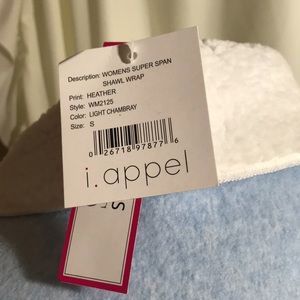 Description: WOMENS SUPER SPAN
SHAWL WRAP
Print: HEATHER
Style: WM2125
Color: LIGHT CHAMBRAY
Size: S
0 26718 97877 6
i.appel
S